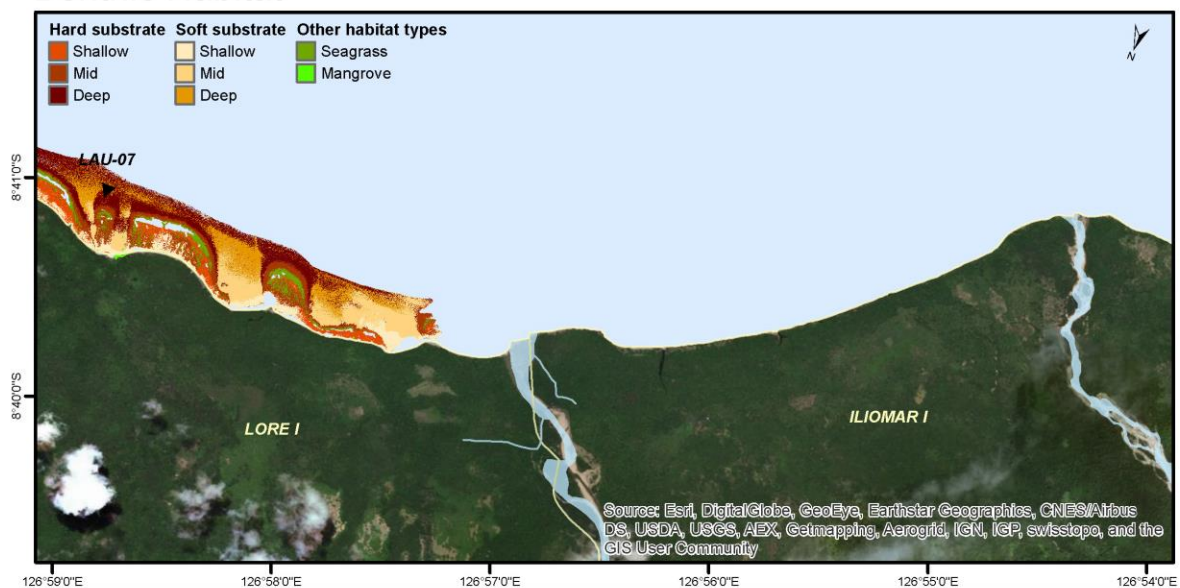 Hard substrate
Shallow
Mid
Deep
Soft substrate
Shallow
Mid
Deep
Other habitat types
Seagrass
Mangrove
N
LAU-07
8°41'0"S
8°40'0"S
LORE I
ILIOMAR I
Source: Esri, DigitalGlobe, GeoEye, Earthstar Geographics, CNES/Airbus
DS, USDA, USGS, AEX, Getmapping, Aerogrid, IGN, IGP, swisstopo, and the
GIS User Community
126°59'0"E
126°58'0"E
126°57'0"E
126°56'0"E
126°55'0"E
126°54'0"E